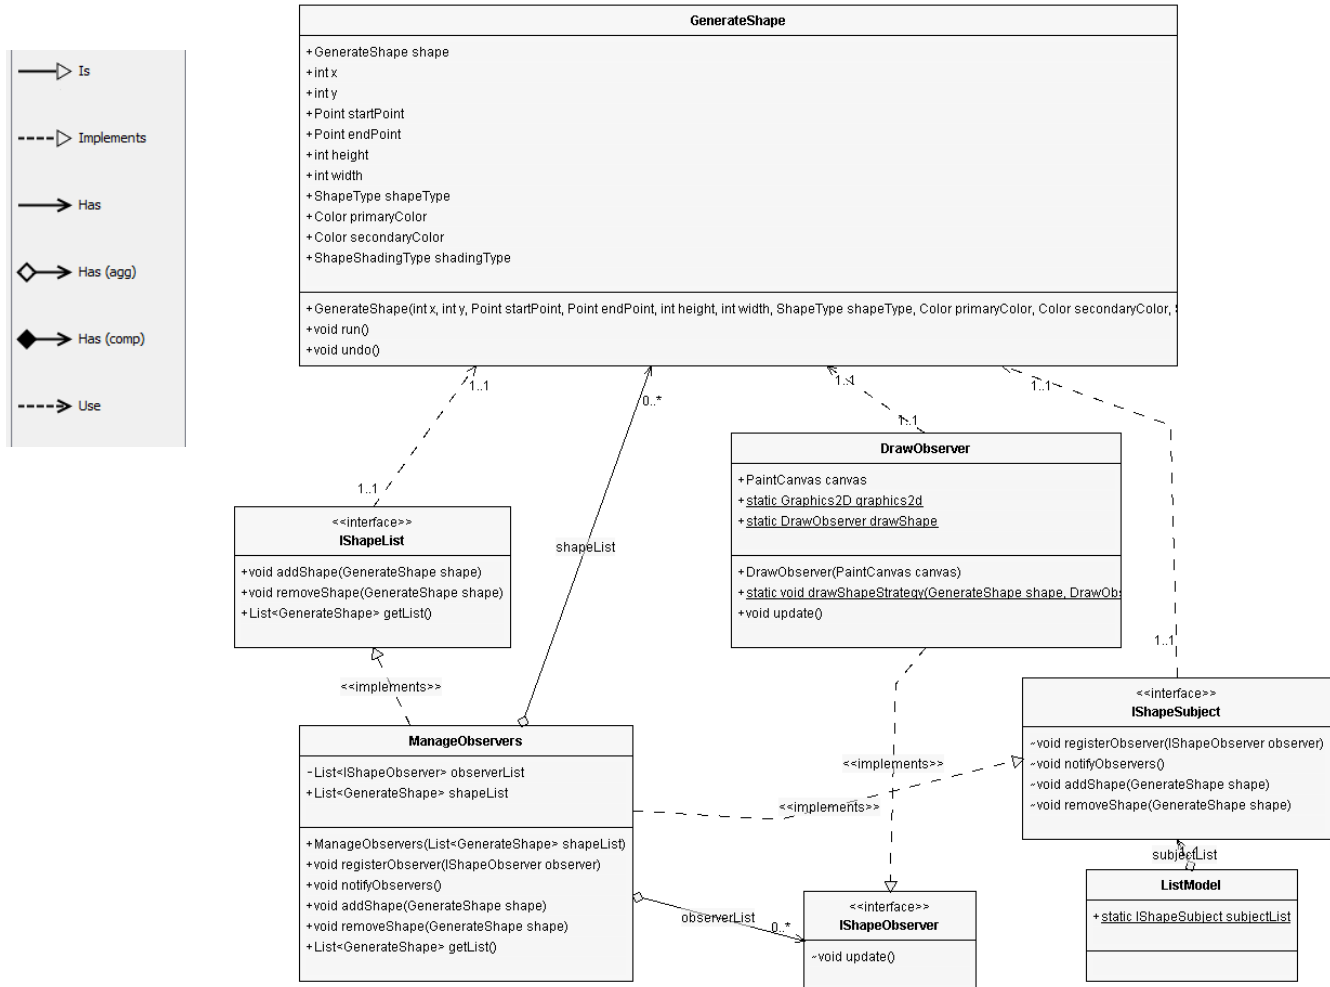 Is
Implements
Has
Has (agg)
Has (comp)
Use
GenerateShape
+GenerateShape shape
+int x
+int y
+Point startPoint
+Point endPoint
+int height
+int width
+ShapeType shapeType
+Color primaryColor
+Color secondaryColor
+ShapeShadingType shadingType
+GenerateShape(int x, int y, Point startPoint, Point endPoint, int height, int width, ShapeType shapeType, Color primaryColor, Color secondaryColor,
+void run()
+void undo()
1..1
0..*
1..1
1..1
1..1
1..1
1..1
shapeList
<<interface>>
IShapeList
+void addShape(GenerateShape shape)
+void removeShape(GenerateShape shape)
+List<GenerateShape> getList()
DrawObserver
+PaintCanvas canvas
+static Graphics2D graphics2d
+static DrawObserver drawShape
+DrawObserver(PaintCanvas canvas)
+static void drawShapeStrategy(GenerateShape shape, DrawObs
+void update()
<<implements>>
<<implements>>
<<implements>>
<<interface>>
IShapeSubject
~void registerObserver(IShapeObserver observer)
~void notifyObservers()
~void addShape(GenerateShape shape)
~void removeShape(GenerateShape shape)
ManageObservers
~List<IShapeObserver> observerList
+List<GenerateShape> shapeList
+ManageObservers(List<GenerateShape> shapeList)
+void registerObserver(IShapeObserver observer)
+void notifyObservers()
+void addShape(GenerateShape shape)
+void removeShape(GenerateShape shape)
+List<GenerateShape> getList()
observerList
0..*
<<interface>>
IShapeObserver
~void update()
subjectList
ListModel
+static IShapeSubject subjectList